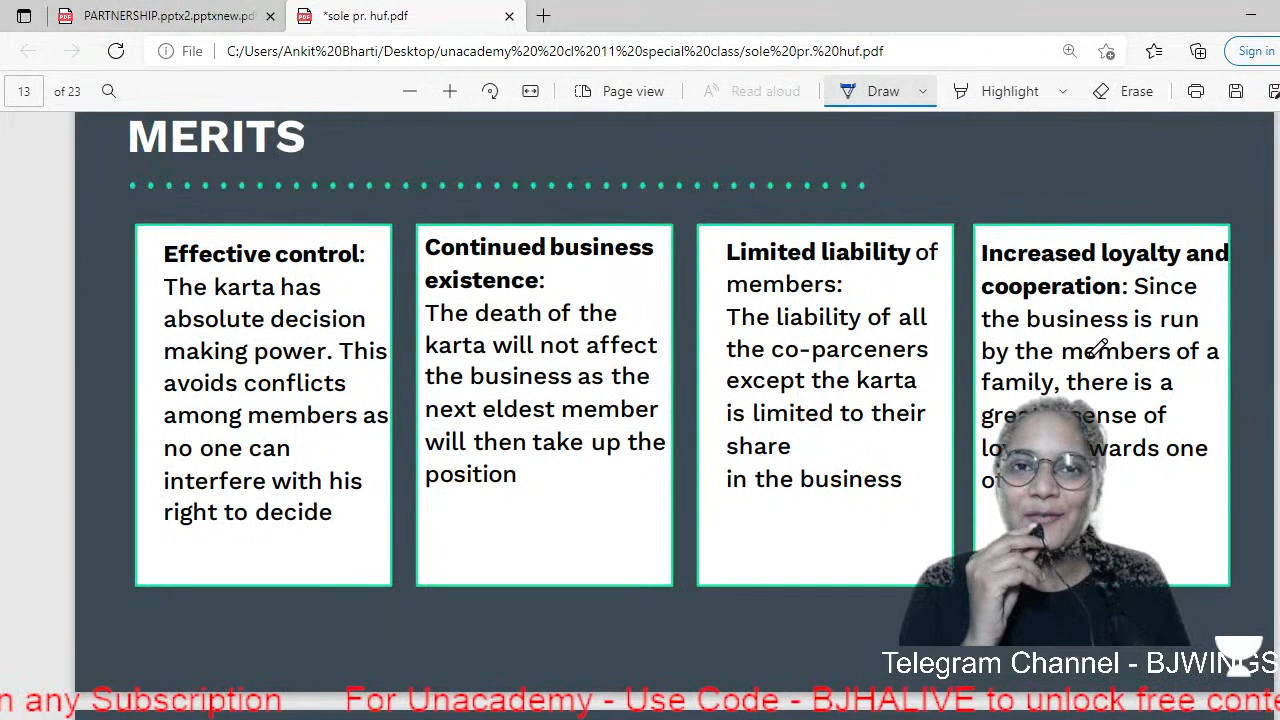 PARTNERSHIP.pptx2.pptxnew.pd
*sole pr. huf.pdf
File
C:/Users/Ankit%20Bharti/Desktop/unacademy%20%20cl%2011%20special%20class/sole%20pr.%20huf.pdf
Sign in
13 of 23
Page view
Read aloud
Draw
Highlight
Erase
MERITS
Effective control:
The karta has
absolute decision
making power. This
avoids conflicts
among members as
no one can
interfere with his
right to decide
Continued business
existence:
The death of the
karta will not affect
the business as the
next eldest member
will then take up the
position
Limited liability of
members:
The liability of all
the co-parceners
except the karta
is limited to their
share
in the business
Increased loyalty and
cooperation: Since
the business is run
by the members of a
family, there is a
sense of
one
Telegram Channel - BJWINGS
n any Subscription For Unacademy - Use Code - BJHALIVE to unlock free cont